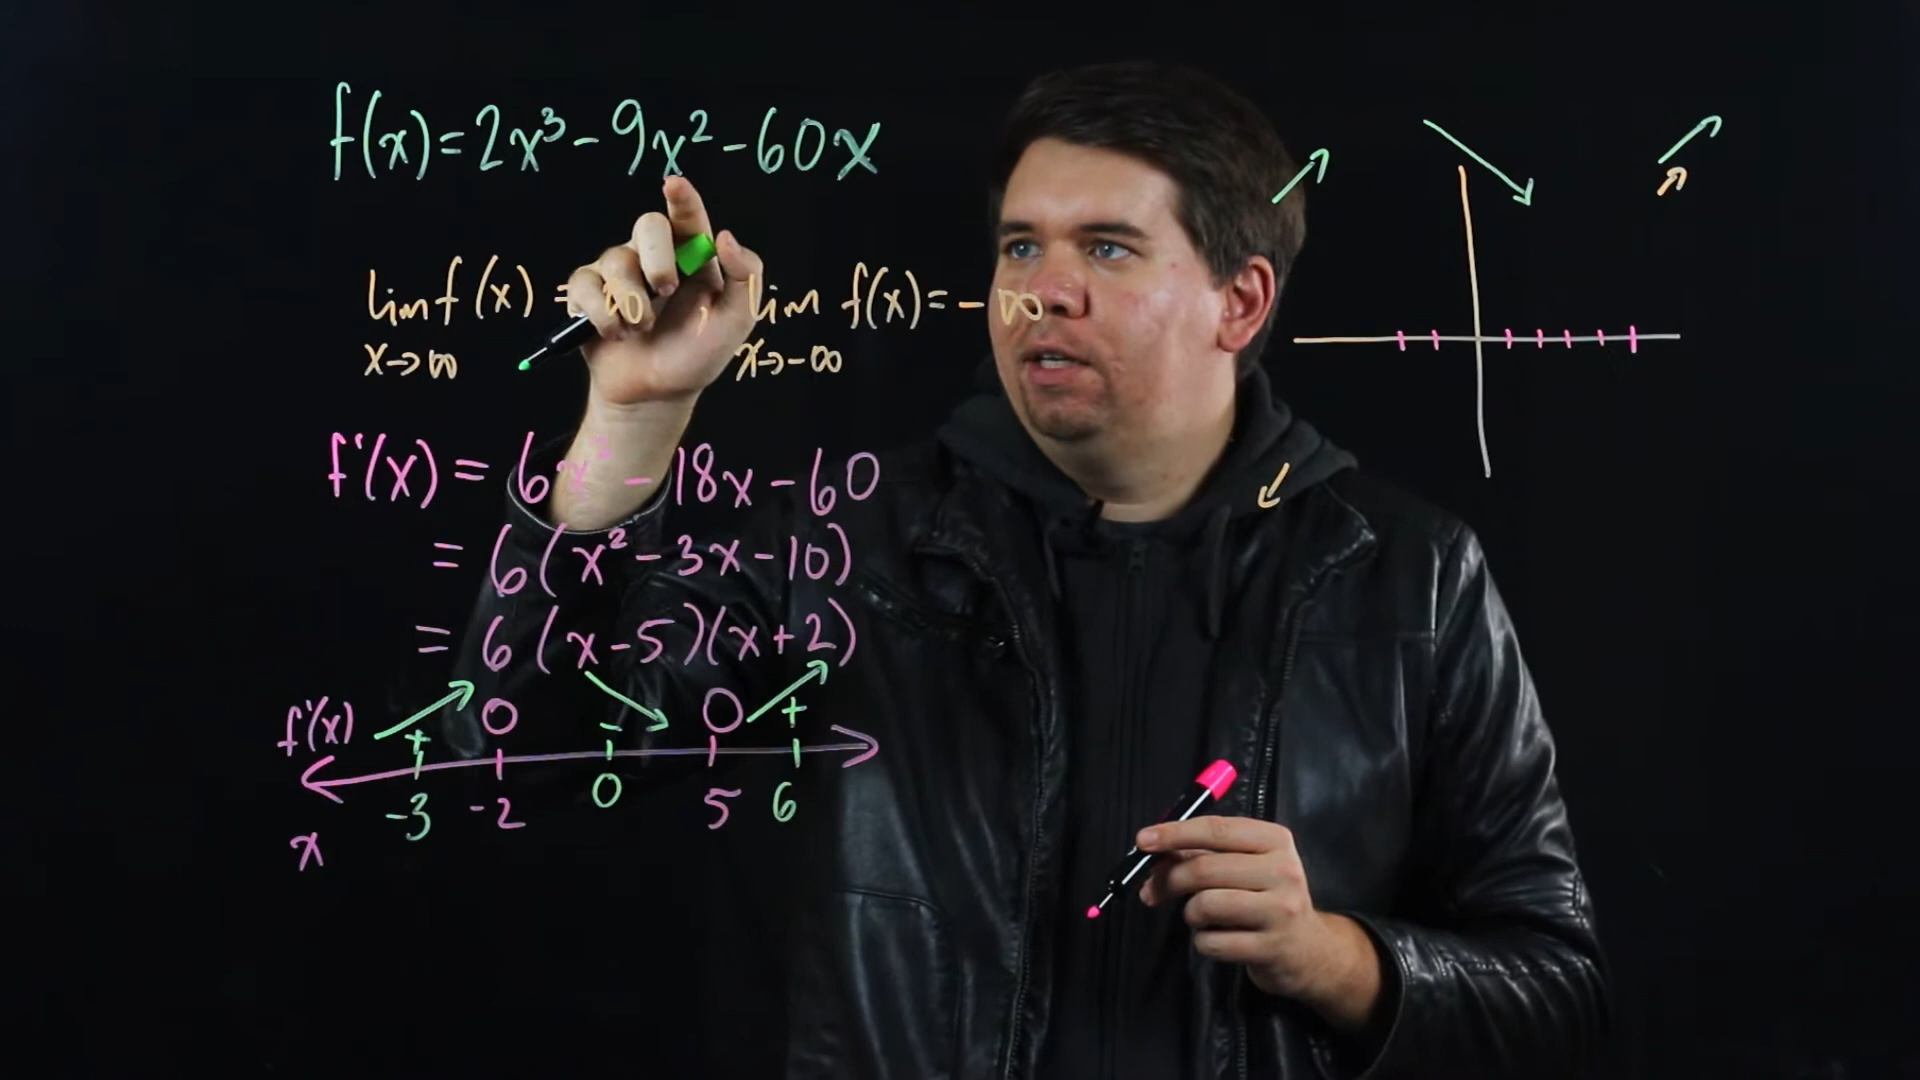 f(x) = 2x³ - 9x² - 60x
lim f(x) = ∞ , lim f(x) = -∞
x→∞ x→-∞
f'(x) = 6x² - 18x - 60
= 6(x² - 3x - 10)
= 6(x-5)(x+2)
f'(x) + 0 - 0 +
-3 -2 0 5 6
x